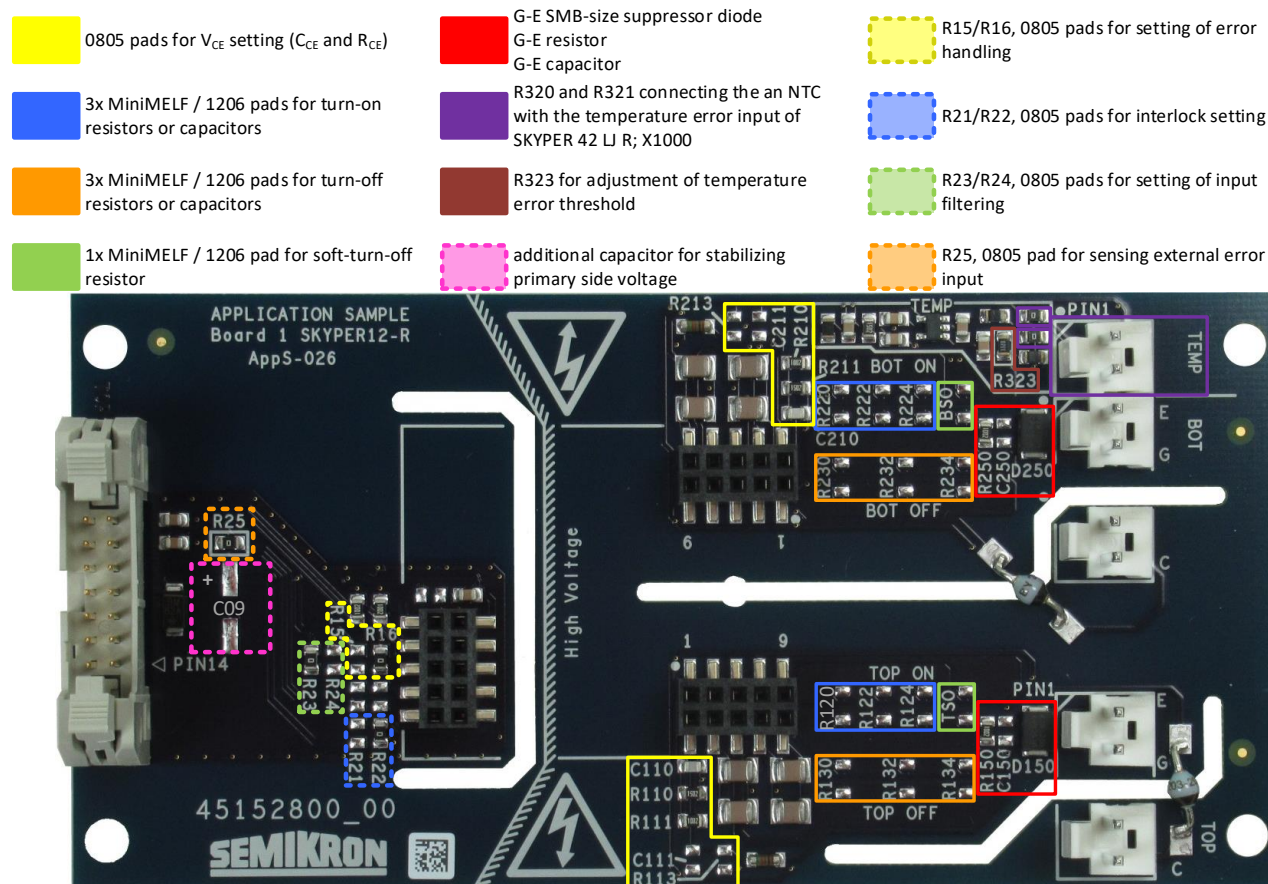 0805 pads for VCE setting (CCE and RCE)
3x MiniMELF / 1206 pads for turn-on
resistors or capacitors
3x MiniMELF / 1206 pads for turn-off
resistors or capacitors
1x MiniMELF / 1206 pad for soft-turn-off
resistor
G-E SMB-size suppressor diode
G-E resistor
G-E capacitor
R320 and R321 connecting the an NTC
with the temperature error input of
SKYPER 42 LJ R; X1000
R323 for adjustment of temperature
error threshold
additional capacitor for stabilizing
primary side voltage
R15/R16, 0805 pads for setting of error
handling
R21/R22, 0805 pads for interlock setting
R23/R24, 0805 pads for setting of input
filtering
R25, 0805 pad for sensing external error
input
APPLICATION SAMPLE
Board 1 SKYPER12-R
AppS-026
R213
C211
R210
TEMP
PIN1
TEMP
R323
R211 BOT ON
R220
R222
R224
BSO
C210
E
BOT
G
R250
C250
D250
R230
R232
R234
BOT OFF
9
1
C
R25
+
C09
PIN14
R15
R16
R23
R24
R21
R22
High Voltage
1
9
TOP ON
R120
R122
R124
TSO
PIN1
E
G
R150
C150
D150
R130
R132
R134
TOP OFF
C110
R110
R111
C111
R113
TOP
C
45152800_00
SEMIKRON